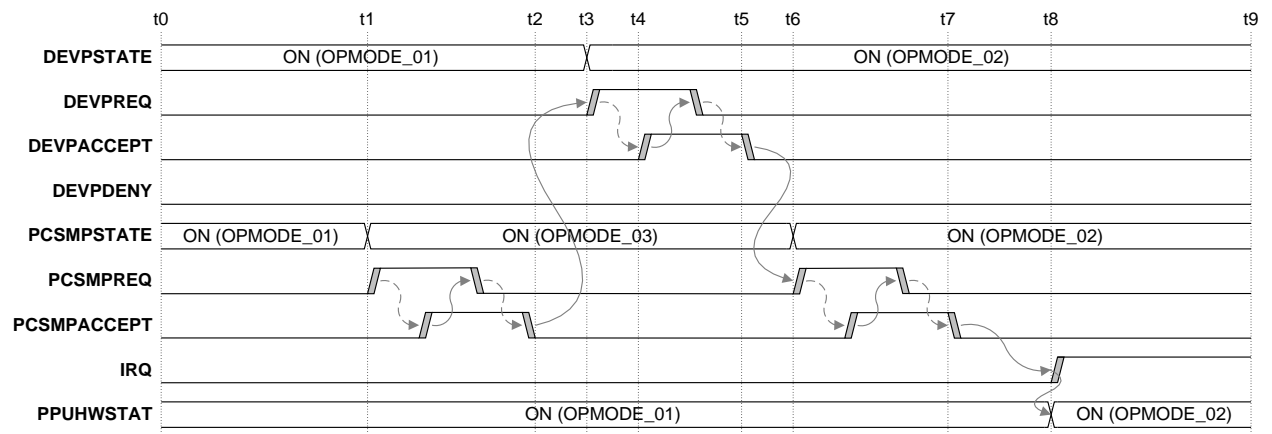 t0 t1 t2 t3 t4 t5 t6 t7 t8 t9
DEVPSTATE ON (OPMODE_01) ON (OPMODE_02)
DEVPREQ
DEVPACCEPT
DEVPDENY
PCSMPSTATE ON (OPMODE_01) ON (OPMODE_03) ON (OPMODE_02)
PCSMPREQ
PCSMPACCEPT
IRQ
PPUHWSTAT ON (OPMODE_01) ON (OPMODE_02)